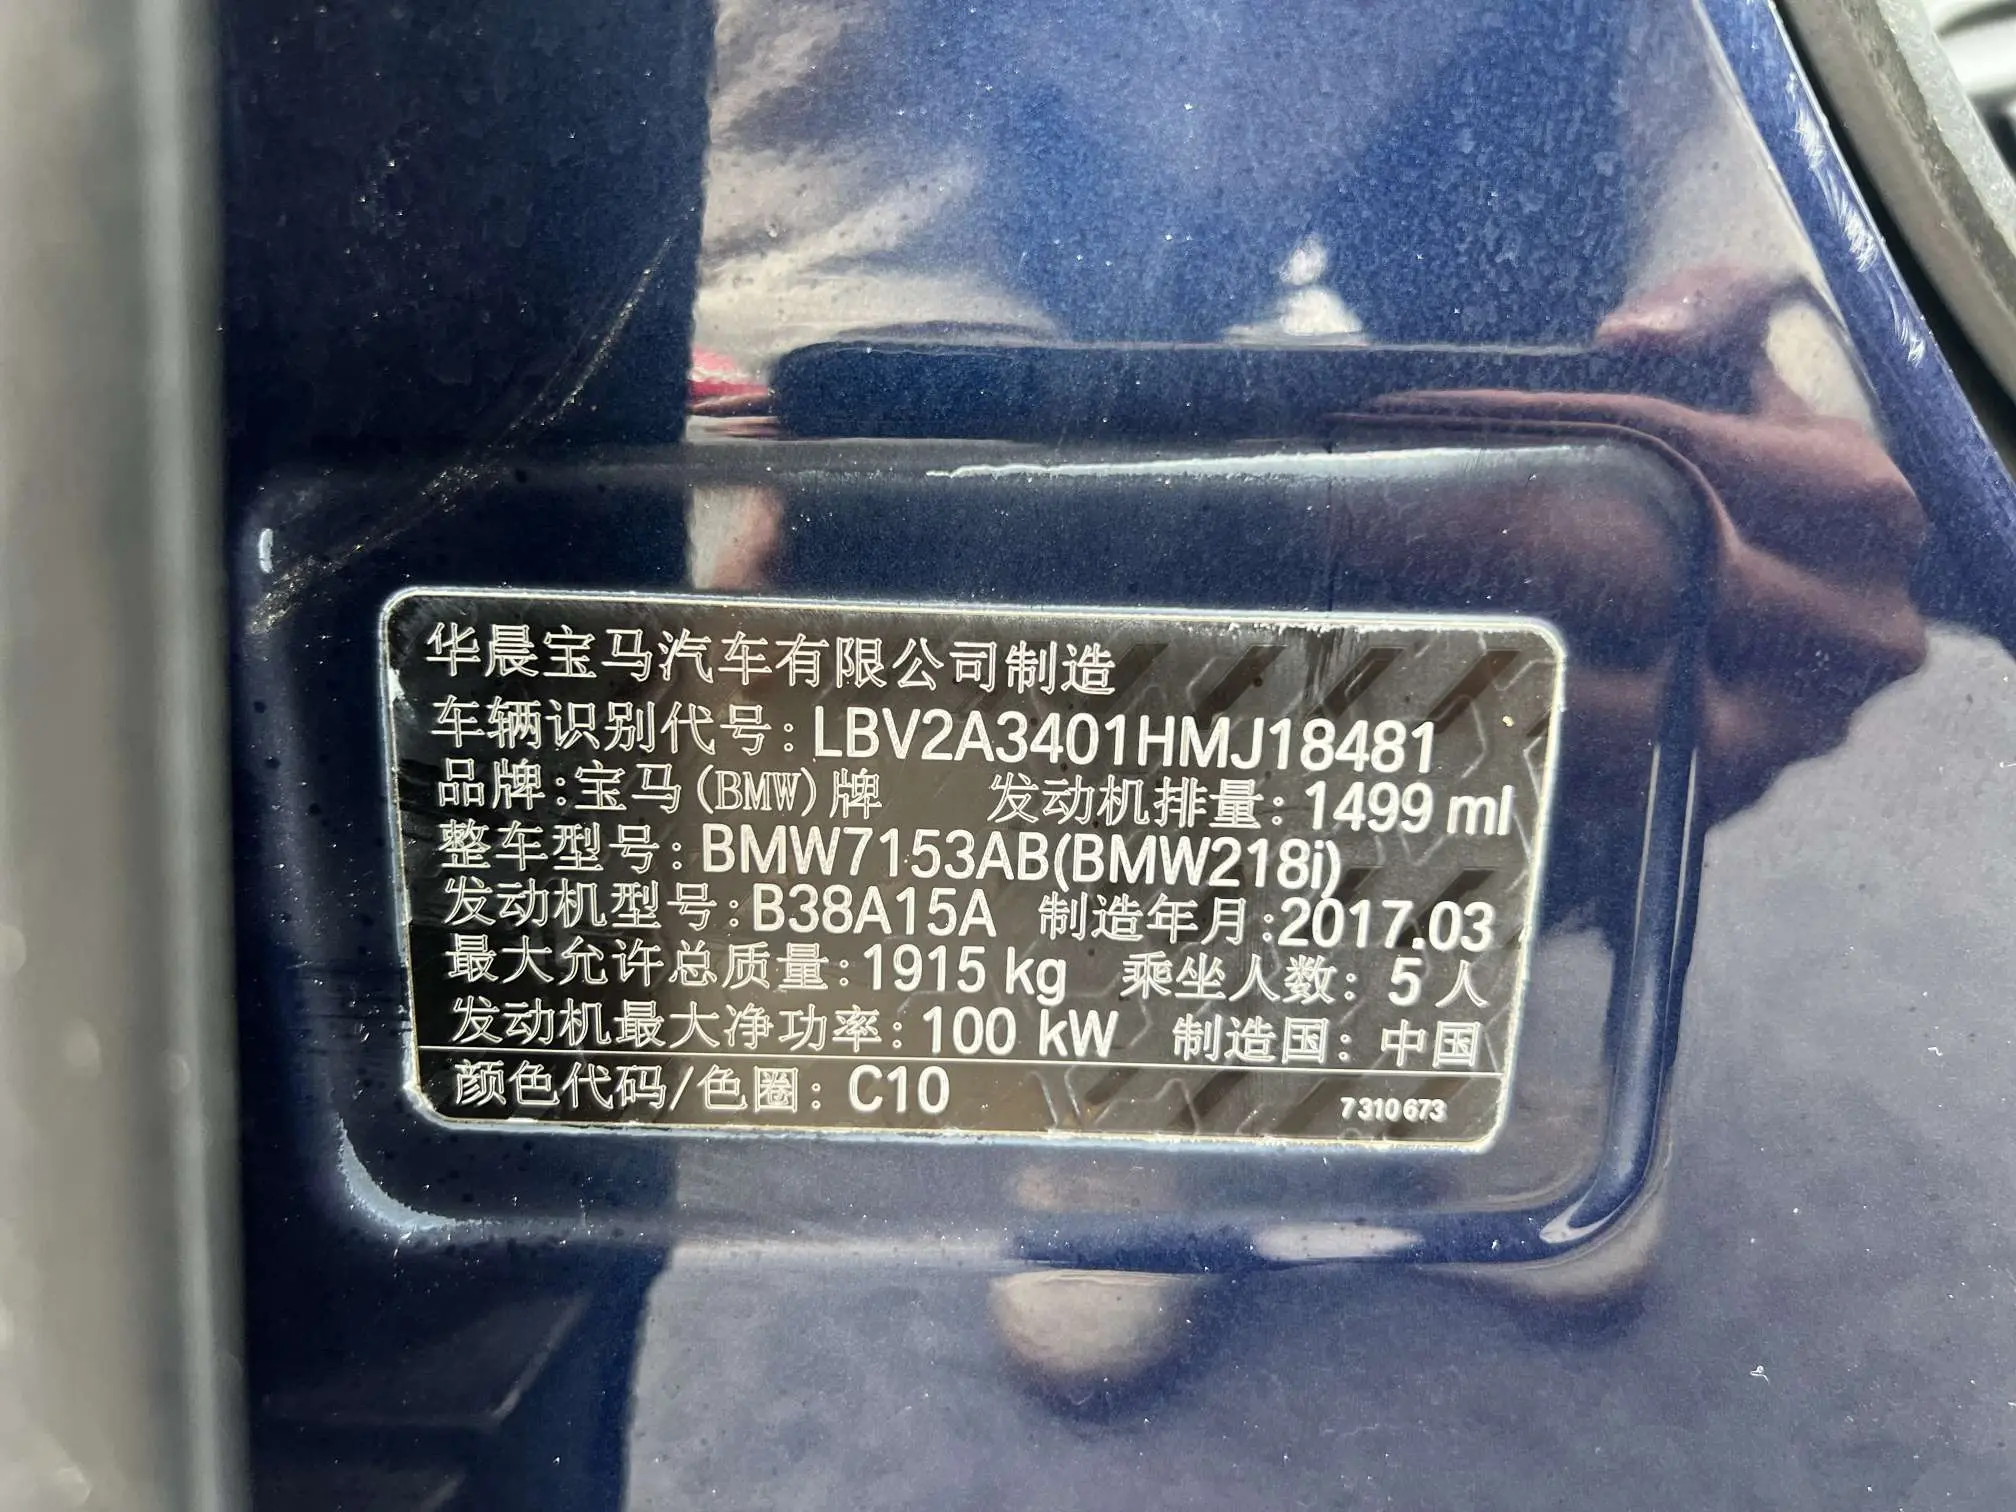 华晨宝马汽车有限公司制造
车辆识别代号:LBV2A3401HMJ18481
品牌:宝马(BMW)牌 发动机排量: 1499 ml
整车型号: BMW7153AB(BMW218i)
发动机型号:B38A15A 制造年月:2017.03
最大允许总质量:1915 kg 乘坐人数: 5 人
发动机最大净功率: 100 kW 制造国: 中国
颜色代码/色圈: C10 7310673